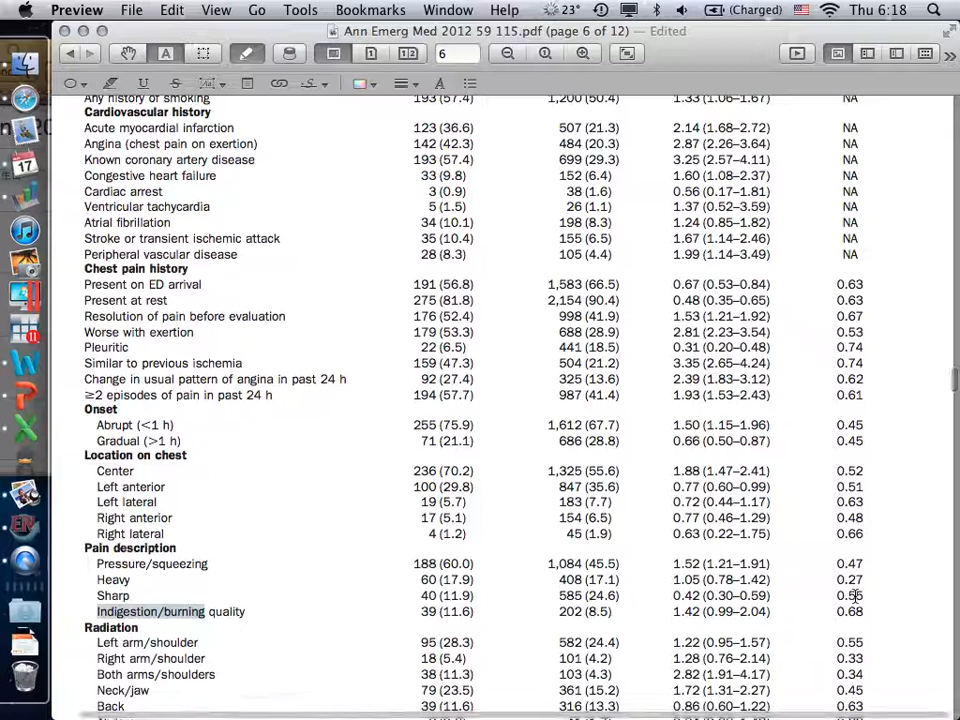 Preview File Edit View Go Tools Bookmarks Window Help 23° (Charged) Thu 6:18
Ann Emerg Med 2012 59 115.pdf (page 6 of 12) — Edited
6
Any history of smoking 193 (57.4) 1,200 (50.4) 1.33 (1.06–1.67) NA
Cardiovascular history
Acute myocardial infarction 123 (36.6) 507 (21.3) 2.14 (1.68–2.72) NA
Angina (chest pain on exertion) 142 (42.3) 484 (20.3) 2.87 (2.26–3.64) NA
Known coronary artery disease 193 (57.4) 699 (29.3) 3.25 (2.57–4.11) NA
Congestive heart failure 33 (9.8) 152 (6.4) 1.60 (1.08–2.37) NA
Cardiac arrest 3 (0.9) 38 (1.6) 0.56 (0.17–1.81) NA
Ventricular tachycardia 5 (1.5) 26 (1.1) 1.37 (0.52–3.59) NA
Atrial fibrillation 34 (10.1) 198 (8.3) 1.24 (0.85–1.82) NA
Stroke or transient ischemic attack 35 (10.4) 155 (6.5) 1.67 (1.14–2.46) NA
Peripheral vascular disease 28 (8.3) 105 (4.4) 1.99 (1.14–3.49) NA
Chest pain history
Present on ED arrival 191 (56.8) 1,583 (66.5) 0.67 (0.53–0.84) 0.63
Present at rest 275 (81.8) 2,154 (90.4) 0.48 (0.35–0.65) 0.63
Resolution of pain before evaluation 176 (52.4) 998 (41.9) 1.53 (1.21–1.92) 0.67
Worse with exertion 179 (53.3) 688 (28.9) 2.81 (2.23–3.54) 0.53
Pleuritic 22 (6.5) 441 (18.5) 0.31 (0.20–0.48) 0.74
Similar to previous ischemia 159 (47.3) 504 (21.2) 3.35 (2.65–4.24) 0.74
Change in usual pattern of angina in past 24 h 92 (27.4) 325 (13.6) 2.39 (1.83–3.12) 0.62
≥2 episodes of pain in past 24 h 194 (57.7) 987 (41.4) 1.93 (1.53–2.43) 0.61
Onset
Abrupt (<1 h) 255 (75.9) 1,612 (67.7) 1.50 (1.15–1.96) 0.45
Gradual (>1 h) 71 (21.1) 686 (28.8) 0.66 (0.50–0.87) 0.45
Location on chest
Center 236 (70.2) 1,325 (55.6) 1.88 (1.47–2.41) 0.52
Left anterior 100 (29.8) 847 (35.6) 0.77 (0.60–0.99) 0.51
Left lateral 19 (5.7) 183 (7.7) 0.72 (0.44–1.17) 0.63
Right anterior 17 (5.1) 154 (6.5) 0.77 (0.46–1.29) 0.48
Right lateral 4 (1.2) 45 (1.9) 0.63 (0.22–1.75) 0.66
Pain description
Pressure/squeezing 188 (60.0) 1,084 (45.5) 1.52 (1.21–1.91) 0.47
Heavy 60 (17.9) 408 (17.1) 1.05 (0.78–1.42) 0.27
Sharp 40 (11.9) 585 (24.6) 0.42 (0.30–0.59) 0.55
Indigestion/burning quality 39 (11.6) 202 (8.5) 1.42 (0.99–2.04) 0.68
Radiation
Left arm/shoulder 95 (28.3) 582 (24.4) 1.22 (0.95–1.57) 0.55
Right arm/shoulder 18 (5.4) 101 (4.2) 1.28 (0.76–2.14) 0.33
Both arms/shoulders 38 (11.3) 98 (4.1) 2.82 (1.91–4.17) 0.34
Neck/jaw 79 (23.5) 361 (15.2) 1.72 (1.31–2.27) 0.45
Back 39 (11.6) 316 (13.3) 0.86 (0.60–1.22) 0.63